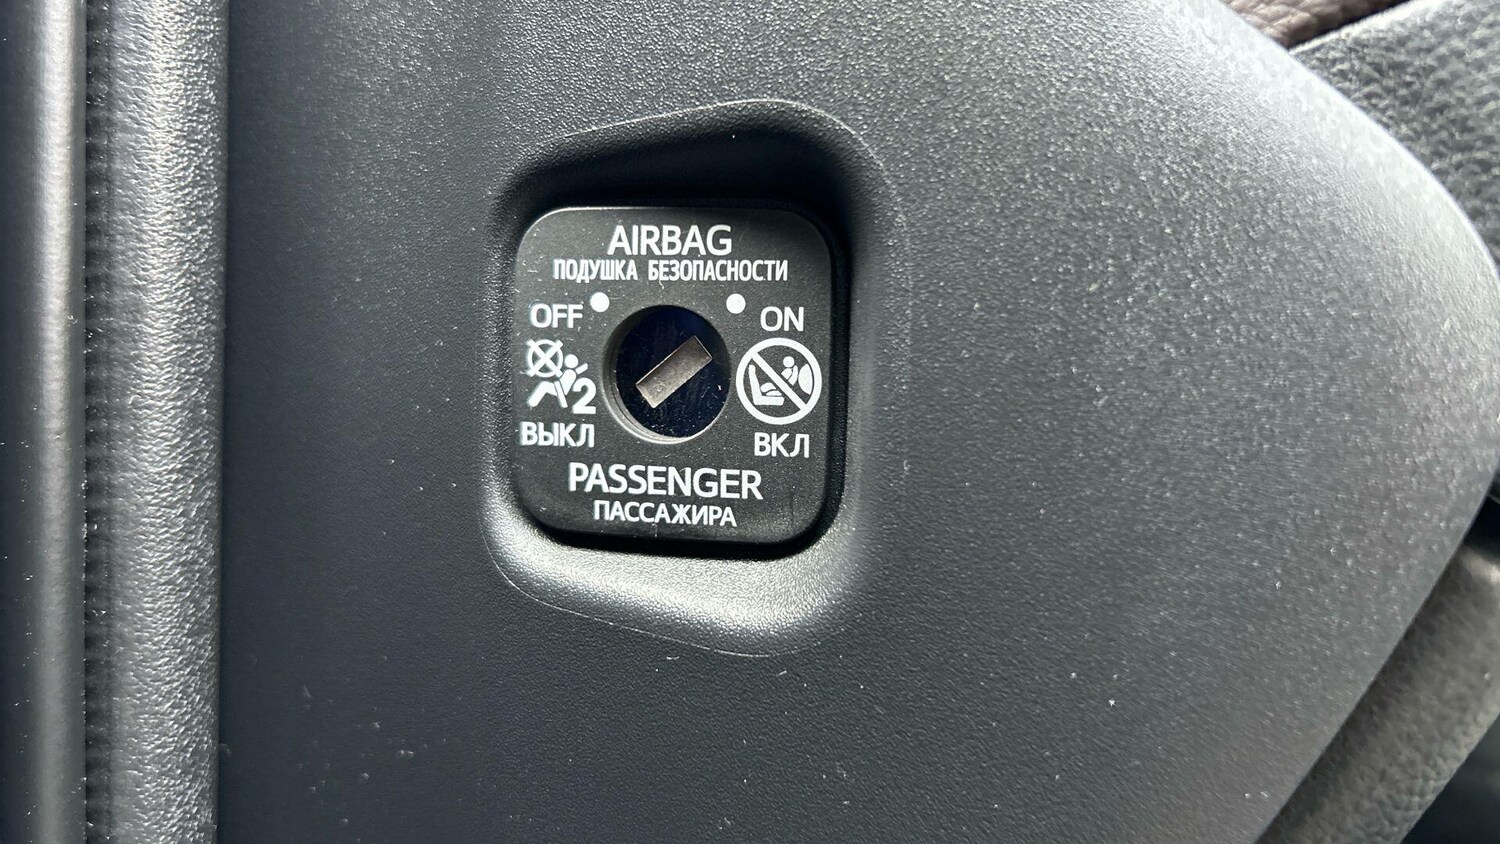 AIRBAG
ПОДУШКА БЕЗОПАСНОСТИ
OFF ON
2
ВЫКЛ ВКЛ
PASSENGER
ПАССАЖИРА